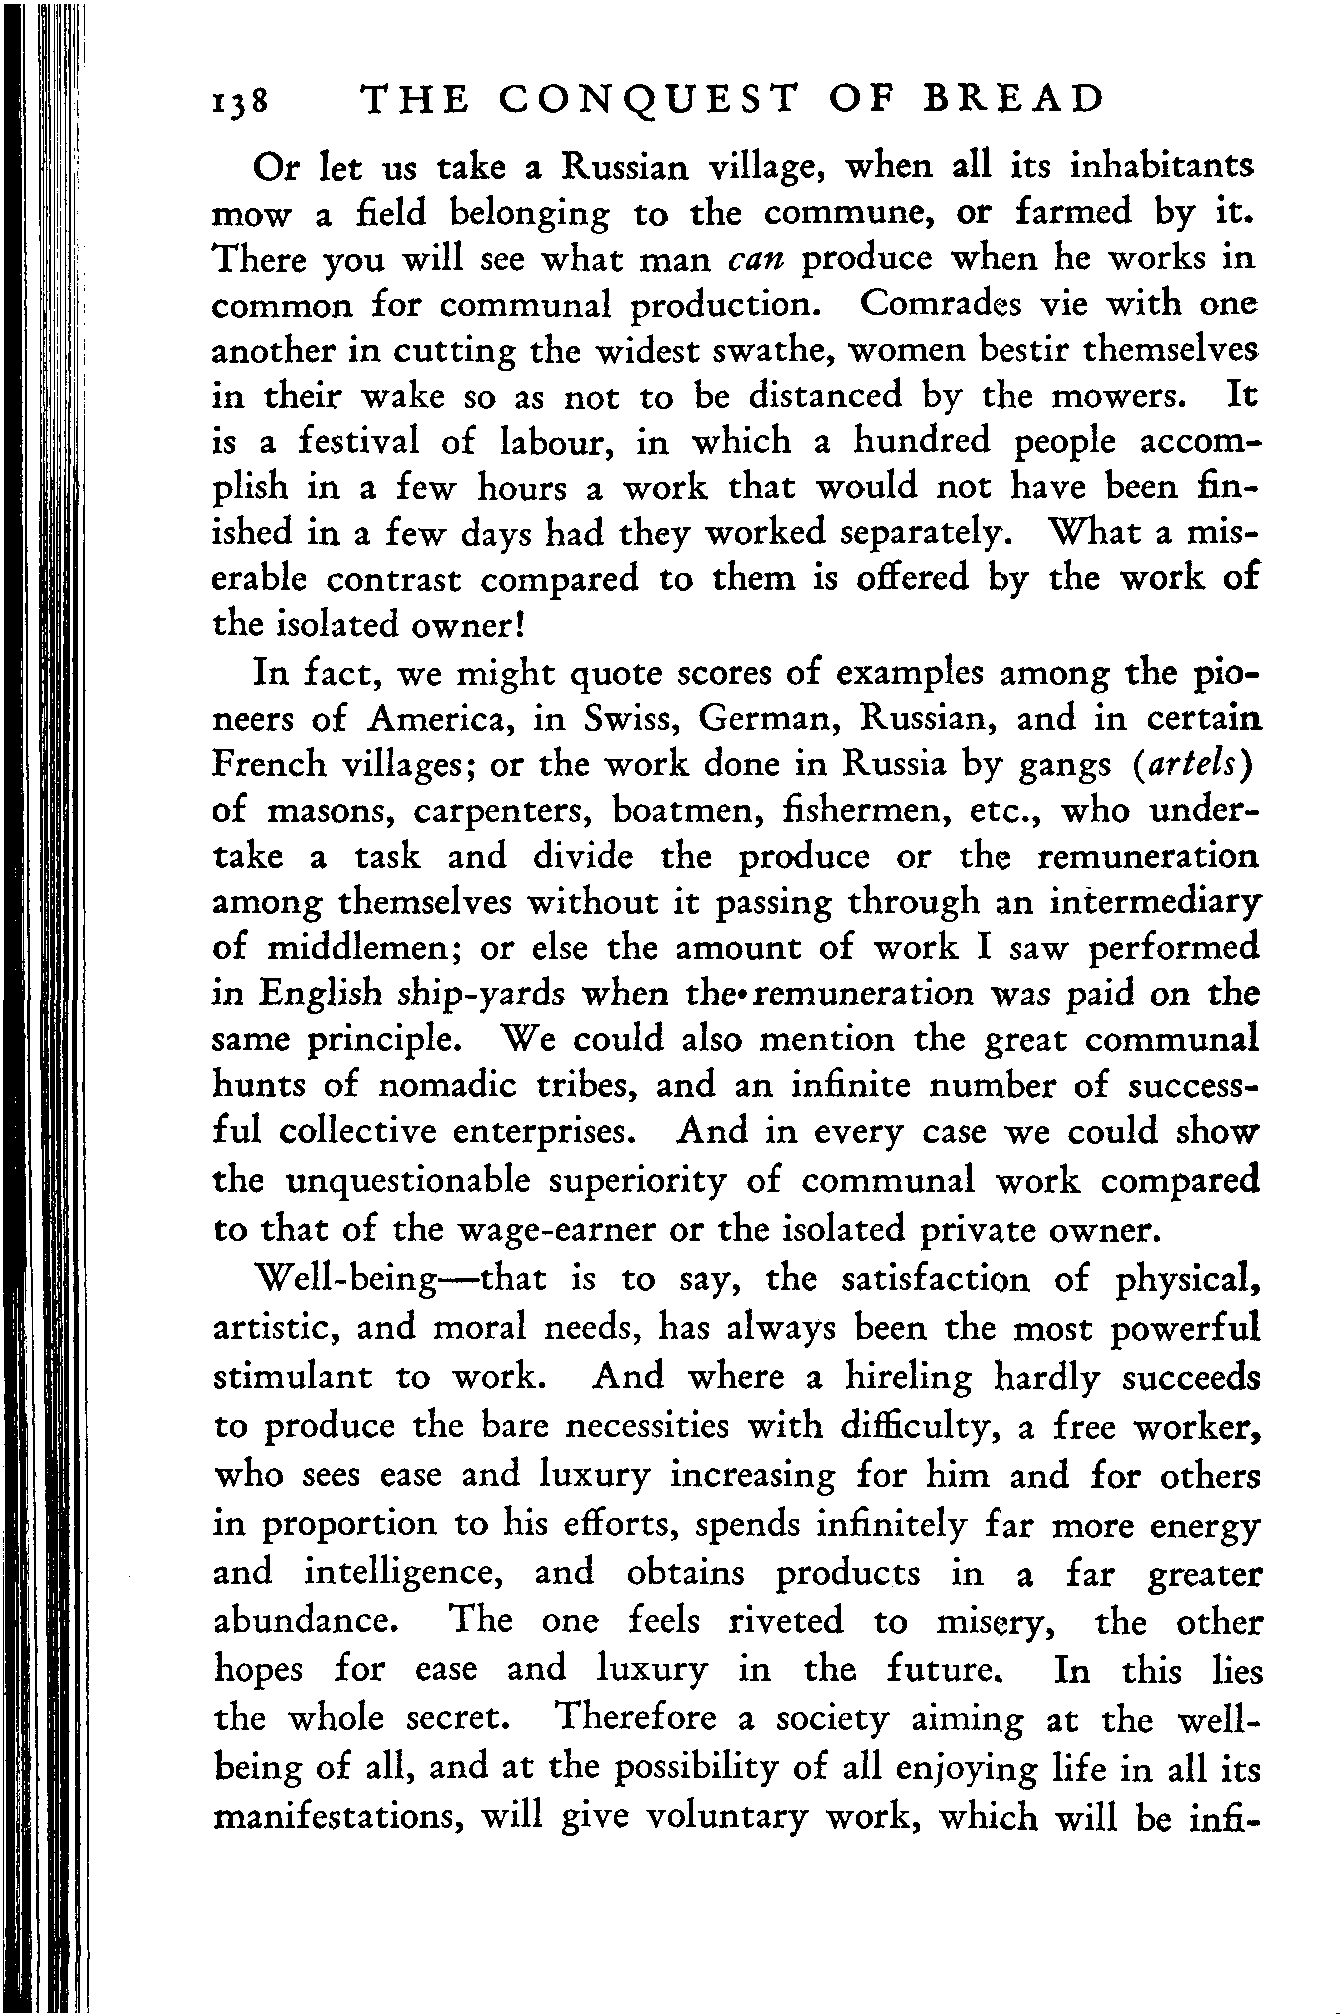 138 THE CONQUEST OF BREAD
Or let us take a Russian village, when all its inhabitants
mow a field belonging to the commune, or farmed by it.
There you will see what man can produce when he works in
common for communal production. Comrades vie with one
another in cutting the widest swathe, women bestir themselves
in their wake so as not to be distanced by the mowers. It
is a festival of labour, in which a hundred people accom-
plish in a few hours a work that would not have been fin-
ished in a few days had they worked separately. What a mis-
erable contrast compared to them is offered by the work of
the isolated owner!
In fact, we might quote scores of examples among the pio-
neers of America, in Swiss, German, Russian, and in certain
French villages; or the work done in Russia by gangs (artels)
of masons, carpenters, boatmen, fishermen, etc., who under-
take a task and divide the produce or the remuneration
among themselves without it passing through an intermediary
of middlemen; or else the amount of work I saw performed
in English ship-yards when the remuneration was paid on the
same principle. We could also mention the great communal
hunts of nomadic tribes, and an infinite number of success-
ful collective enterprises. And in every case we could show
the unquestionable superiority of communal work compared
to that of the wage-earner or the isolated private owner.
Well-being—that is to say, the satisfaction of physical,
artistic, and moral needs, has always been the most powerful
stimulant to work. And where a hireling hardly succeeds
to produce the bare necessities with difficulty, a free worker,
who sees ease and luxury increasing for him and for others
in proportion to his efforts, spends infinitely far more energy
and intelligence, and obtains products in a far greater
abundance. The one feels riveted to misery, the other
hopes for ease and luxury in the future. In this lies
the whole secret. Therefore a society aiming at the well-
being of all, and at the possibility of all enjoying life in all its
manifestations, will give voluntary work, which will be infi-